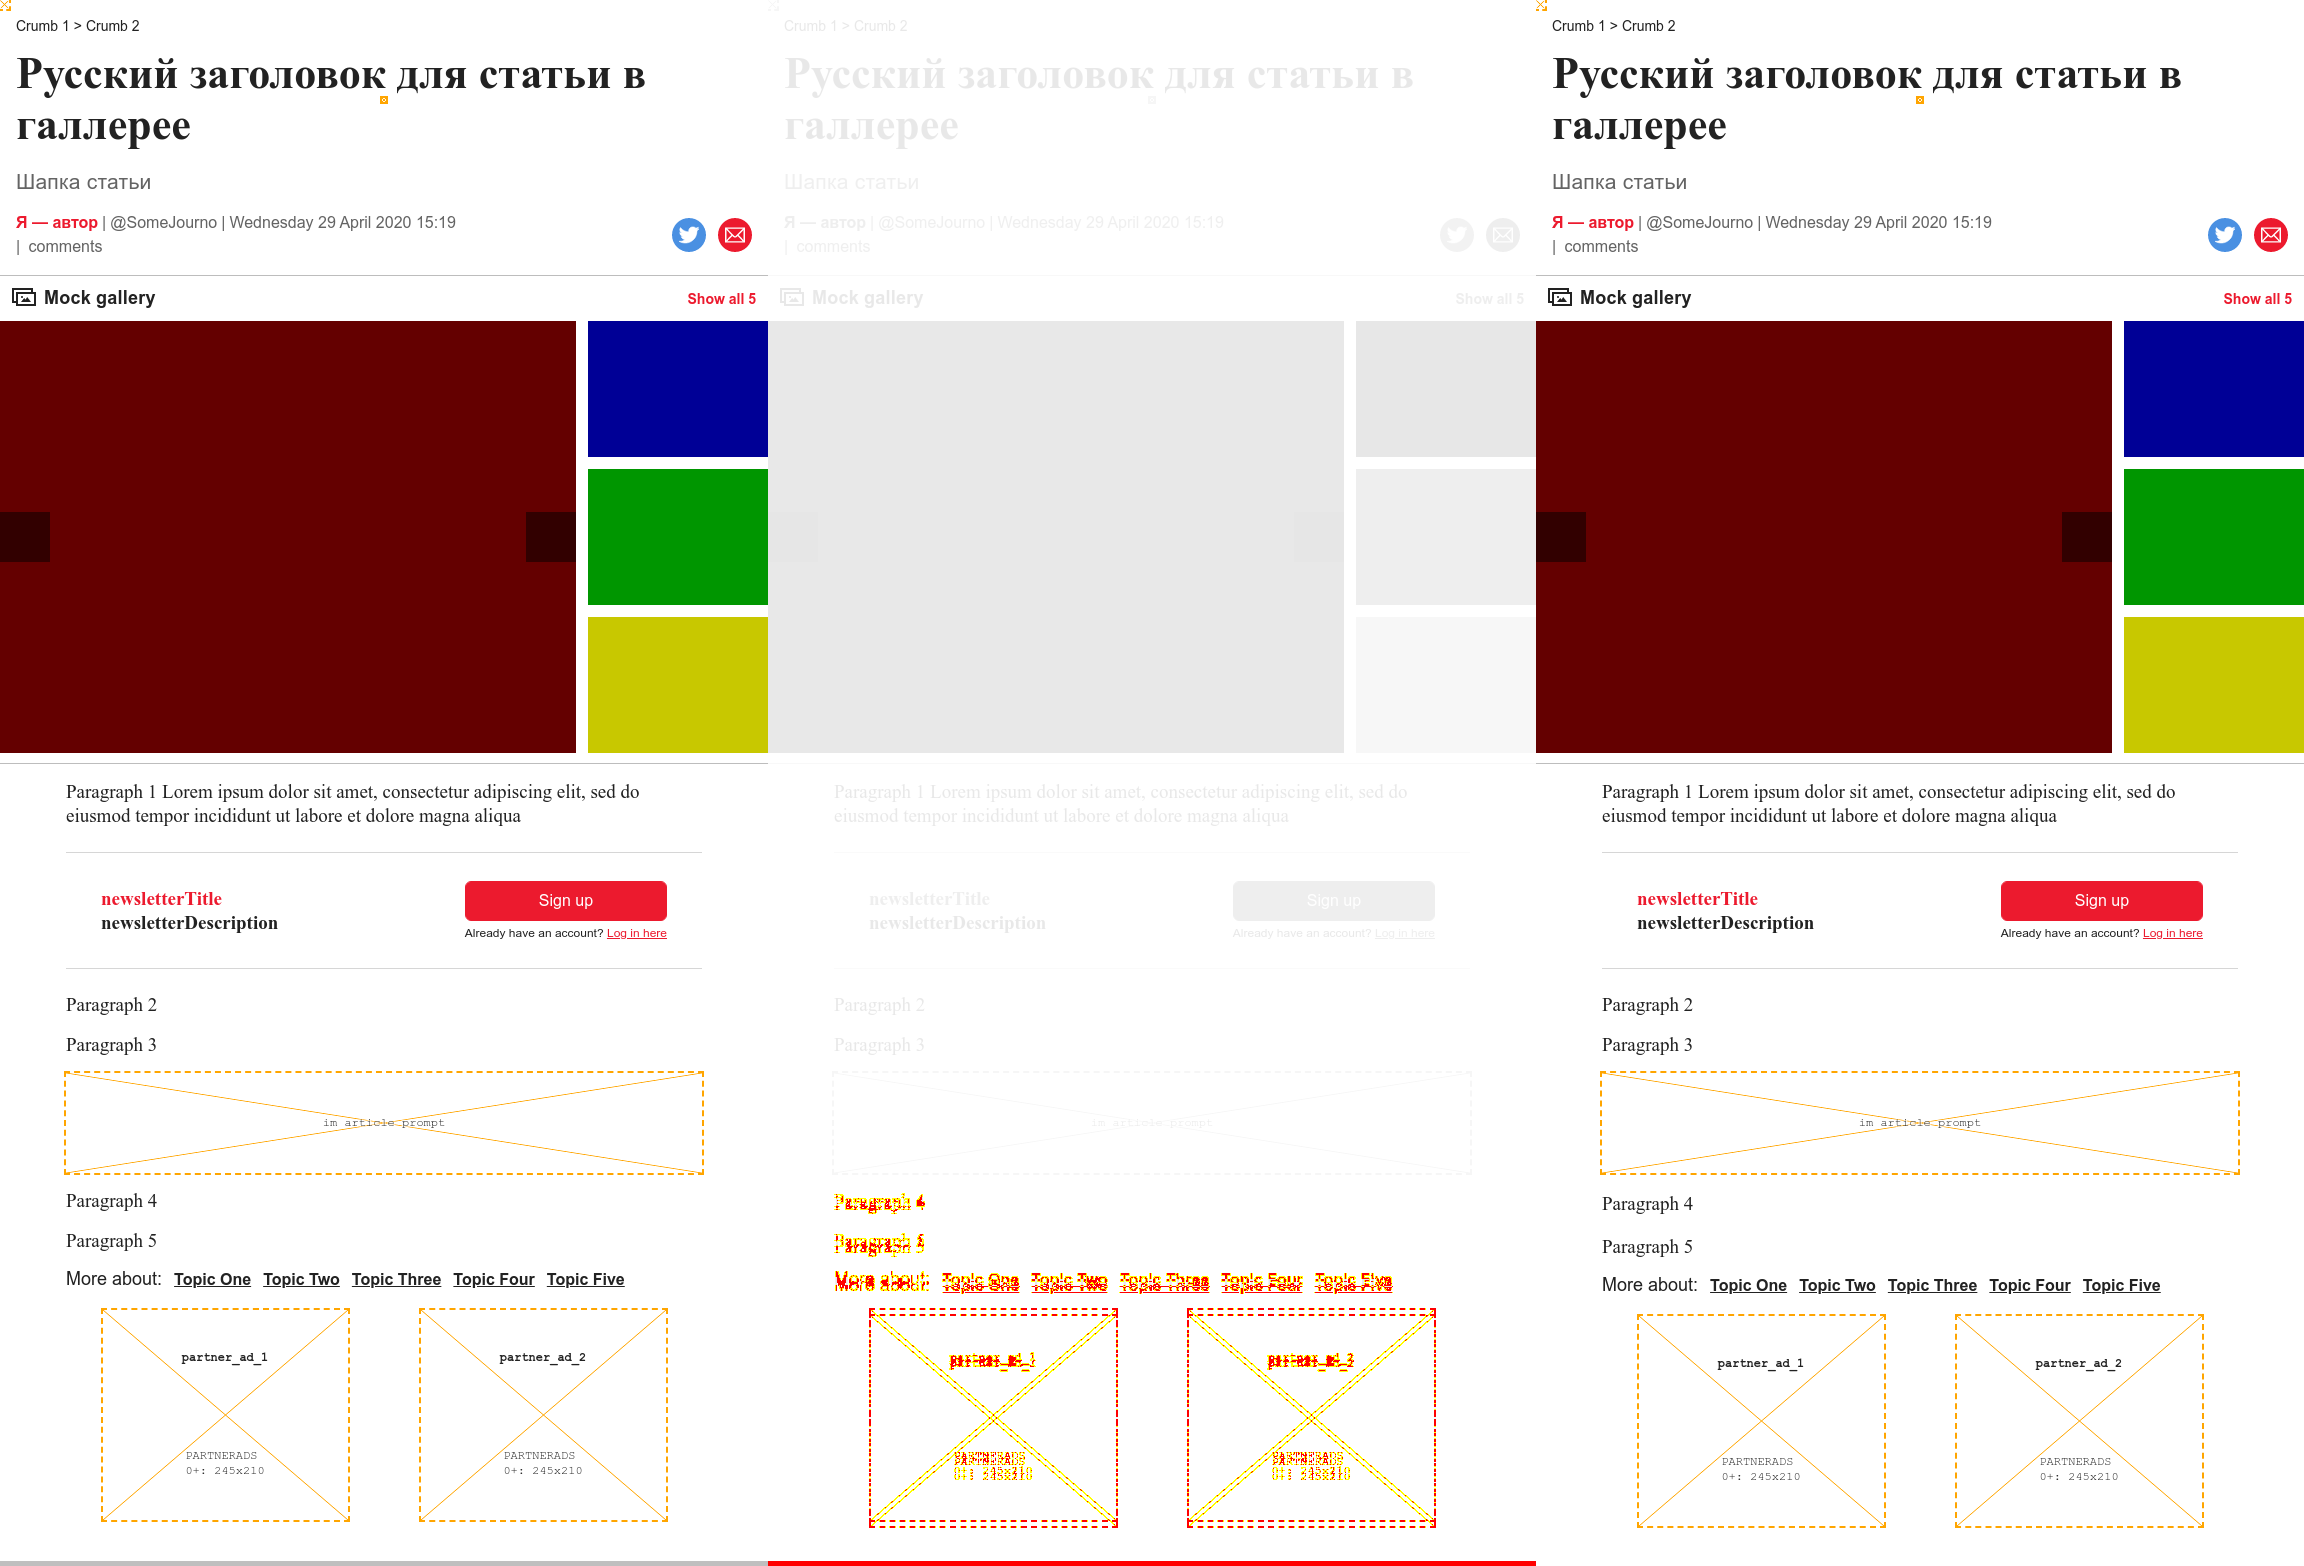 Crumb 1 > Crumb 2
Русский заголовок для статьи в
галлерее
Шапка статьи
Я — автор | @SomeJourno | Wednesday 29 April 2020 15:19
| comments
Mock gallery
Show all 5
Paragraph 1 Lorem ipsum dolor sit amet, consectetur adipiscing elit, sed do
eiusmod tempor incididunt ut labore et dolore magna aliqua
newsletterTitle
newsletterDescription
Sign up
Already have an account? Log in here
Paragraph 2
Paragraph 3
im article prompt
Paragraph 4
Paragraph 5
More about: Topic One Topic Two Topic Three Topic Four Topic Five
partner_ad_1
PARTNERADS
0+: 245x210
partner_ad_2
PARTNERADS
0+: 245x210
Crumb 1 > Crumb 2
Русский заголовок для статьи в
галлерее
Шапка статьи
Я — автор | @SomeJourno | Wednesday 29 April 2020 15:19
| comments
Mock gallery
Show all 5
Paragraph 1 Lorem ipsum dolor sit amet, consectetur adipiscing elit, sed do
eiusmod tempor incididunt ut labore et dolore magna aliqua
newsletterTitle
newsletterDescription
Sign up
Already have an account? Log in here
Paragraph 2
Paragraph 3
im article prompt
Paragraph 4
Paragraph 5
More about: Topic One Topic Two Topic Three Topic Four Topic Five
Crumb 1 > Crumb 2
Русский заголовок для статьи в
галлерее
Шапка статьи
Я — автор | @SomeJourno | Wednesday 29 April 2020 15:19
| comments
Mock gallery
Show all 5
Paragraph 1 Lorem ipsum dolor sit amet, consectetur adipiscing elit, sed do
eiusmod tempor incididunt ut labore et dolore magna aliqua
newsletterTitle
newsletterDescription
Sign up
Already have an account? Log in here
Paragraph 2
Paragraph 3
im article prompt
Paragraph 4
Paragraph 5
More about: Topic One Topic Two Topic Three Topic Four Topic Five
partner_ad_1
PARTNERADS
0+: 245x210
partner_ad_2
PARTNERADS
0+: 245x210